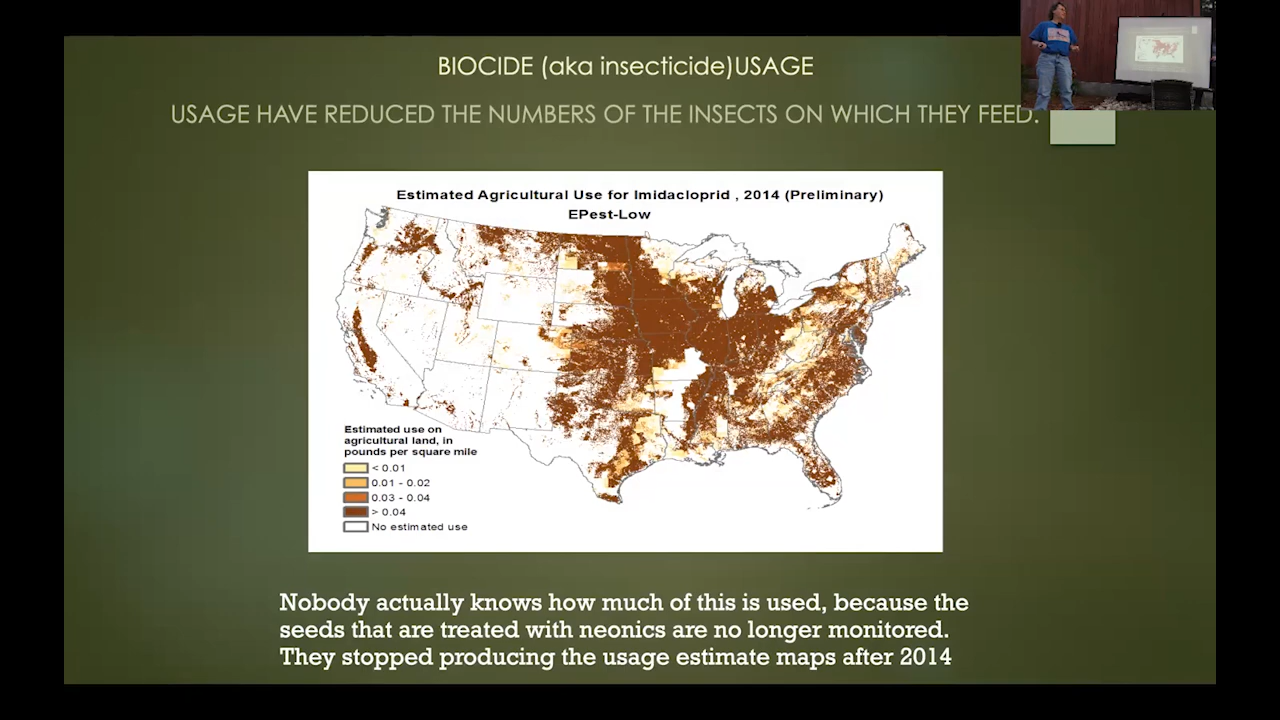 BIOCIDE (aka insecticide)USAGE
USAGE HAVE REDUCED THE NUMBERS OF THE INSECTS ON WHICH THEY FEED.
Estimated Agricultural Use for Imidacloprid , 2014 (Preliminary)
EPest-Low
Estimated use on
agricultural land, in
pounds per square mile
< 0.01
0.01 - 0.02
0.03 - 0.04
> 0.04
No estimated use
Nobody actually knows how much of this is used, because the
seeds that are treated with neonics are no longer monitored.
They stopped producing the usage estimate maps after 2014